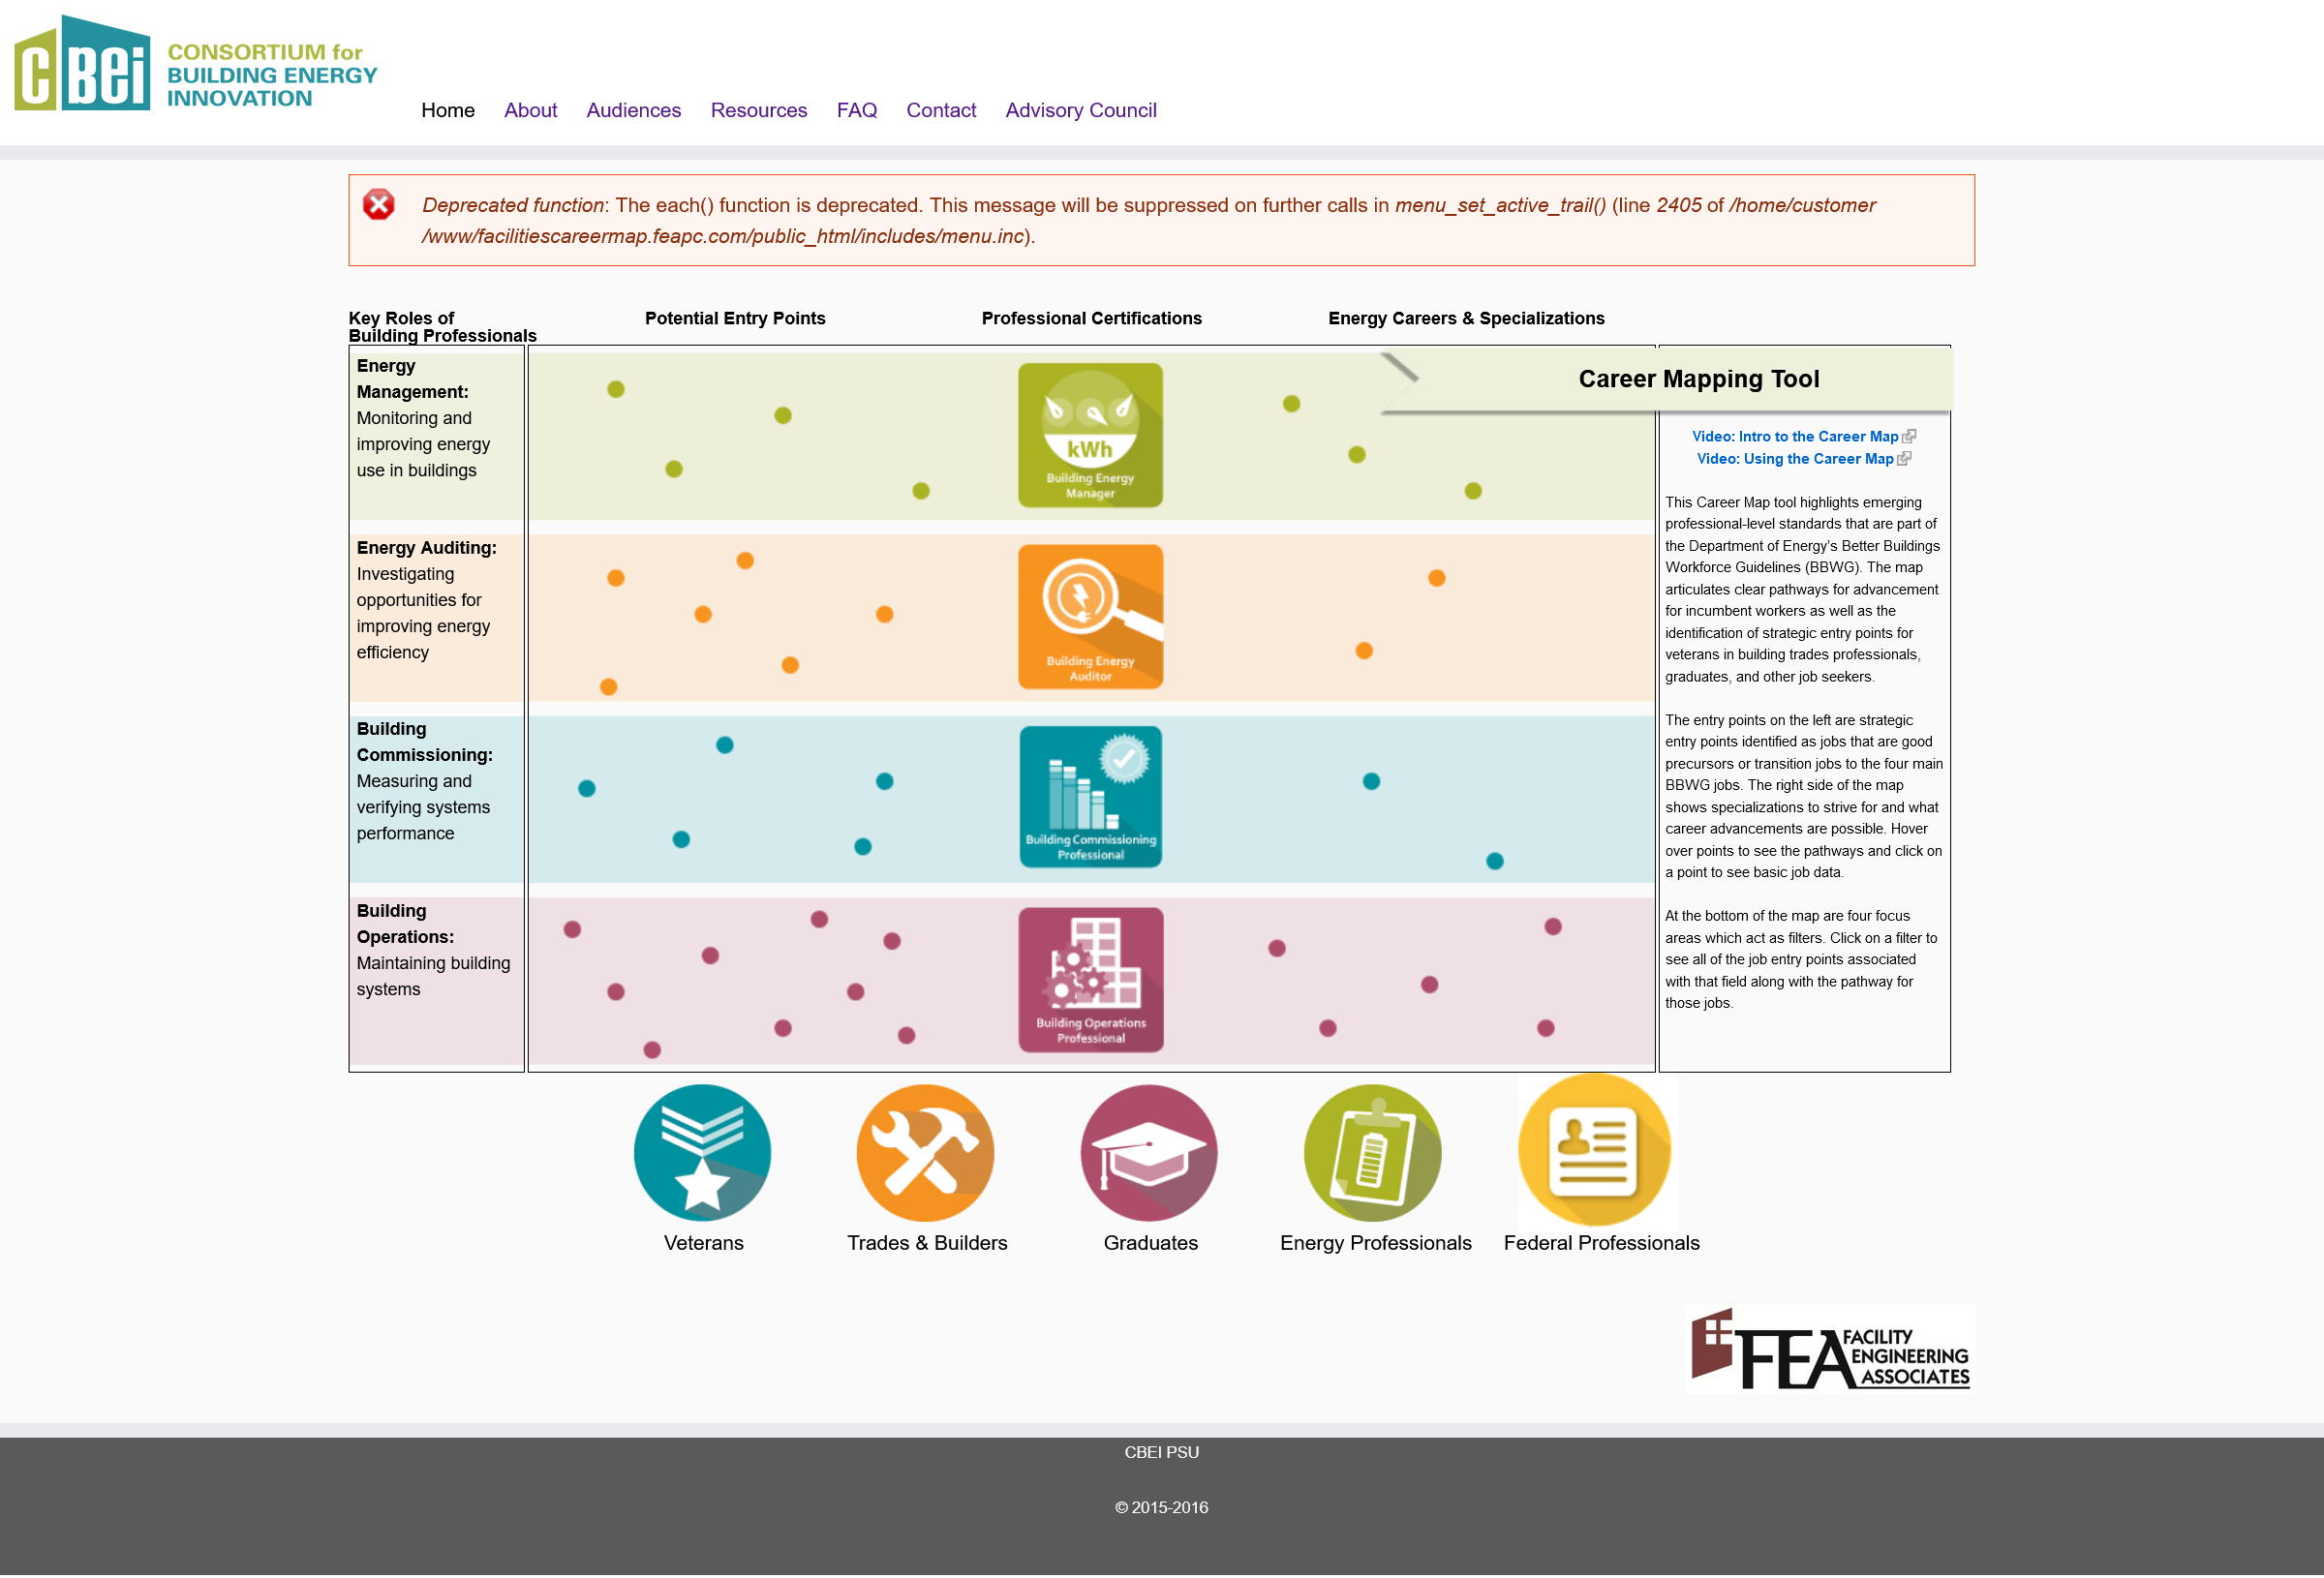 CBEi
CONSORTIUM for
BUILDING ENERGY
INNOVATION
Home About Audiences Resources FAQ Contact Advisory Council
Deprecated function: The each() function is deprecated. This message will be suppressed on further calls in menu_set_active_trail() (line 2405 of /home/customer
/www/facilitiescareermap.feapc.com/public_html/includes/menu.inc).
Key Roles of
Building Professionals
Potential Entry Points
Professional Certifications
Energy Careers & Specializations
Energy
Management:
Monitoring and
improving energy
use in buildings
kWh
Building Energy
Manager
Energy Auditing:
Investigating
opportunities for
improving energy
efficiency
Building Energy
Auditor
Building
Commissioning:
Measuring and
verifying systems
performance
Building Commissioning
Professional
Building
Operations:
Maintaining building
systems
Building Operations
Professional
Career Mapping Tool
Video: Intro to the Career Map
Video: Using the Career Map
This Career Map tool highlights emerging
professional-level standards that are part of
the Department of Energy's Better Buildings
Workforce Guidelines (BBWG). The map
articulates clear pathways for advancement
for incumbent workers as well as the
identification of strategic entry points for
veterans in building trades professionals,
graduates, and other job seekers.
The entry points on the left are strategic
entry points identified as jobs that are good
precursors or transition jobs to the four main
BBWG jobs. The right side of the map
shows specializations to strive for and what
career advancements are possible. Hover
over points to see the pathways and click on
a point to see basic job data.
At the bottom of the map are four focus
areas which act as filters. Click on a filter to
see all of the job entry points associated
with that field along with the pathway for
those jobs.
Veterans
Trades & Builders
Graduates
Energy Professionals
Federal Professionals
FEA
FACILITY
ENGINEERING
ASSOCIATES
CBEI PSU
© 2015-2016